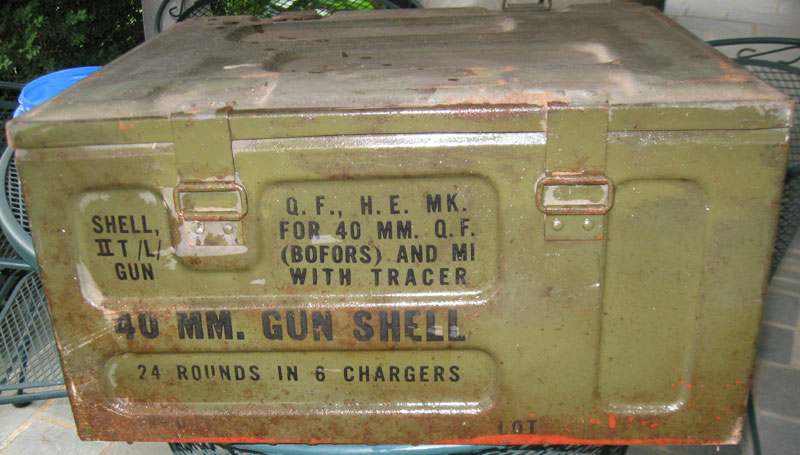 SHELL,
II T/L/
GUN
Q. F., H. E. MK.
FOR 40 MM. Q. F.
(BOFORS) AND MI
WITH TRACER
40 MM. GUN SHELL
24 ROUNDS IN 6 CHARGERS
LOT